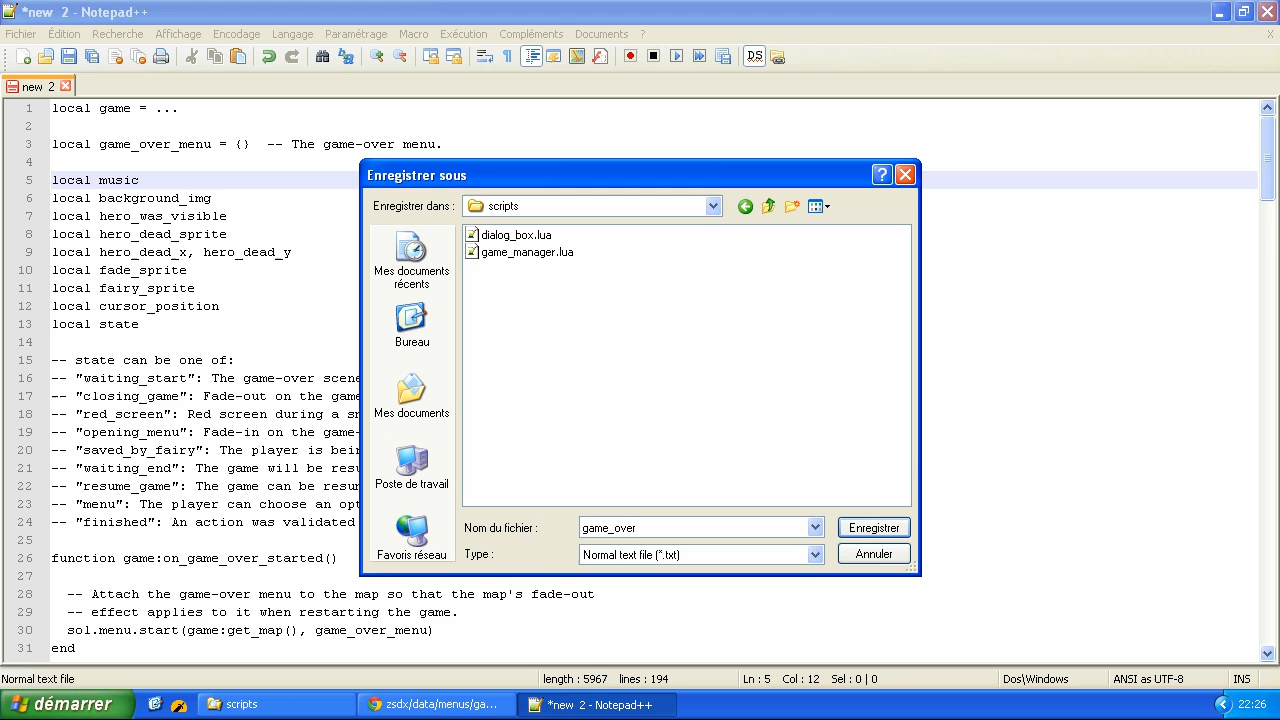 *new  2 - Notepad++
Fichier Édition Recherche Affichage Encodage Langage Paramétrage Macro Exécution Compléments Documents ? X
new  2
1 local game = ...
2
3 local game_over_menu = {}  -- The game-over menu.
4
5 local music
6 local background_img
7 local hero_was_visible
8 local hero_dead_sprite
9 local hero_dead_x, hero_dead_y
10 local fade_sprite
11 local fairy_sprite
12 local cursor_position
13 local state
14
15 -- state can be one of:
16 -- "waiting_start": The game-over scene
17 -- "closing_game": Fade-out on the game
18 -- "red_screen": Red screen during a sm
19 -- "opening_menu": Fade-in on the game-
20 -- "saved_by_fairy": The player is bein
21 -- "waiting_end": The game will be resu
22 -- "resume_game": The game can be resum
23 -- "menu": The player can choose an opt
24 -- "finished": An action was validated
25
26 function game:on_game_over_started()
27
28   -- Attach the game-over menu to the map so that the map's fade-out
29   -- effect applies to it when restarting the game.
30   sol.menu.start(game:get_map(), game_over_menu)
31 end
Enregistrer sous
Enregistrer dans : scripts
dialog_box.lua
game_manager.lua
Mes documents
récents
Bureau
Mes documents
Poste de travail
Favoris réseau
Nom du fichier : game_over Enregistrer
Type : Normal text file (*.txt) Annuler
Normal text file length : 5967 lines : 194 Ln : 5 Col : 12 Sel : 0 | 0 Dos\Windows ANSI as UTF-8 INS
démarrer scripts zsdx/data/menus/ga... *new  2 - Notepad++ 22:26